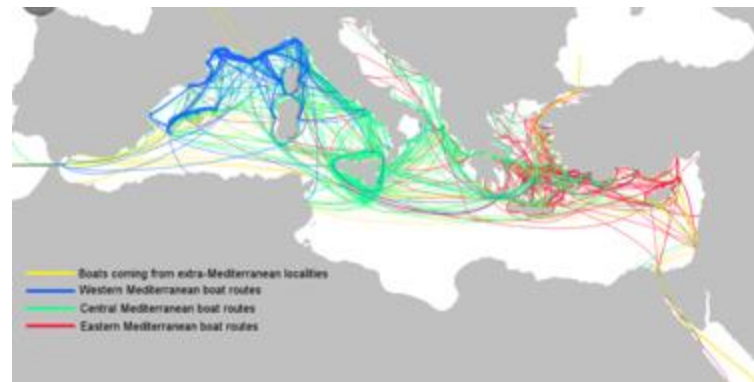 Boats coming from extra-Mediterranean localities
Western Mediterranean boat routes
Central Mediterranean boat routes
Eastern Mediterranean boat routes